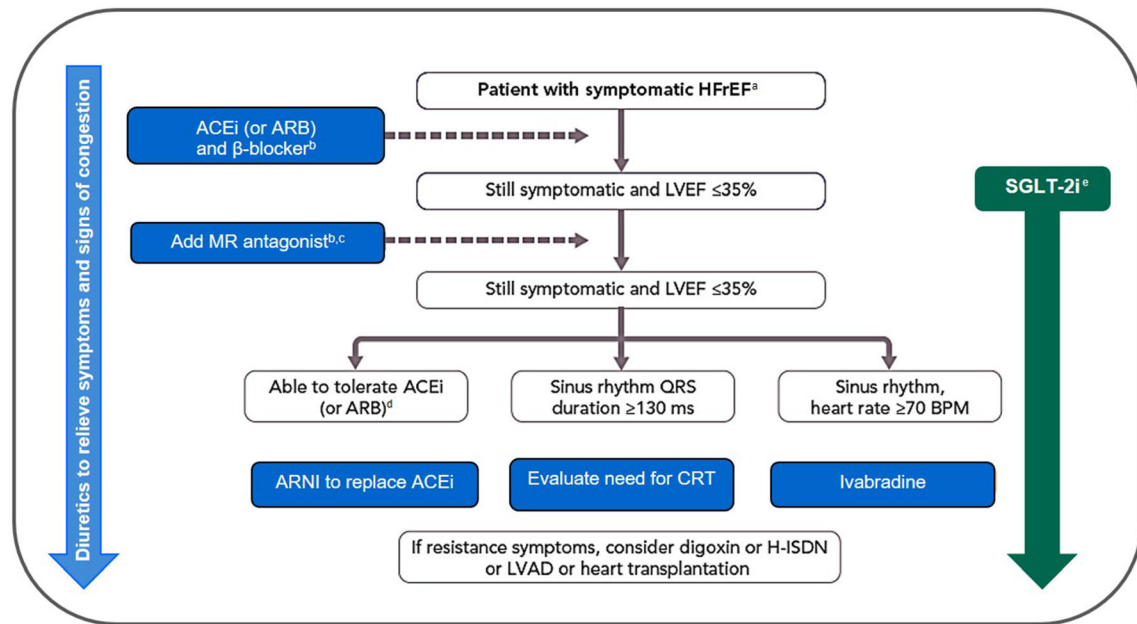 Diuretics to relieve symptoms and signs of congestion
Patient with symptomatic HFrEFᵃ
ACEi (or ARB)
and β-blockerᵇ
Still symptomatic and LVEF ≤35%
SGLT-2iᵉ
Add MR antagonistᵇ,ᶜ
Still symptomatic and LVEF ≤35%
Able to tolerate ACEi
(or ARB)ᵈ
Sinus rhythm QRS
duration ≥130 ms
Sinus rhythm,
heart rate ≥70 BPM
ARNI to replace ACEi
Evaluate need for CRT
Ivabradine
If resistance symptoms, consider digoxin or H-ISDN
or LVAD or heart transplantation